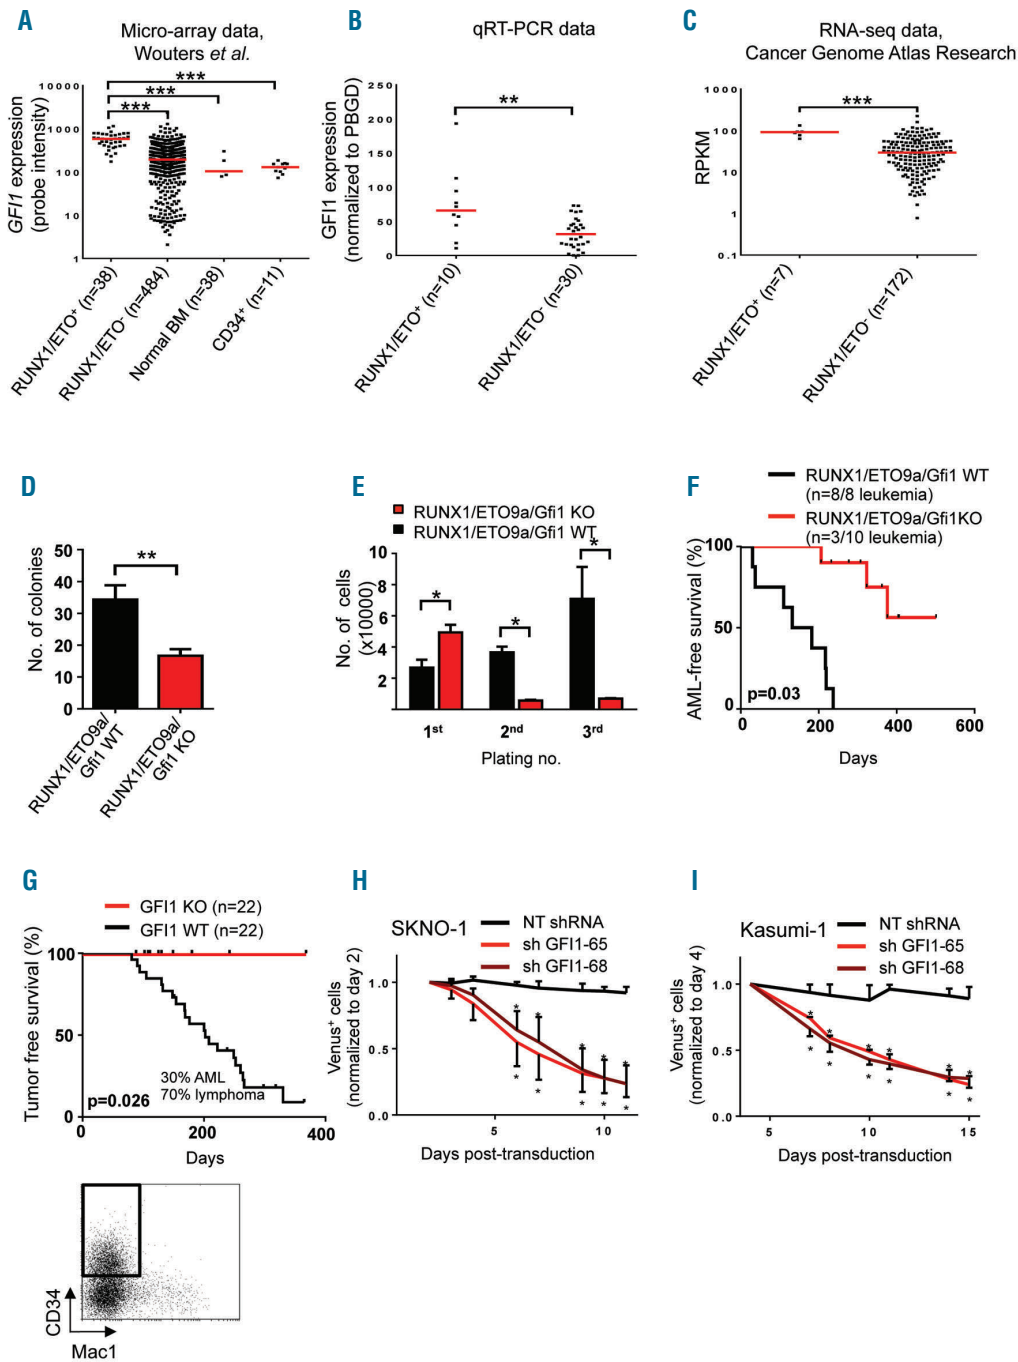 A
Micro-array data,
Wouters et al.
***
***
***
GFI1 expression
(probe intensity)
10000
1000
100
10
1
RUNX1/ETO+ (n=38)
RUNX1/ETO- (n=484)
Normal BM (n=38)
CD34+ (n=11)
B
qRT-PCR data
**
GFI1 expression
(normalized to PBGD)
250
200
150
100
50
0
RUNX1/ETO+ (n=10)
RUNX1/ETO- (n=30)
C
RNA-seq data,
Cancer Genome Atlas Research
***
RPKM
1000
100
10
1
0.1
RUNX1/ETO+ (n=7)
RUNX1/ETO- (n=172)
D
**
No. of colonies
50
40
30
20
10
0
RUNX1/ETO9a/
Gfi1 WT
RUNX1/ETO9a/
Gfi1 KO
E
RUNX1/ETO9a/Gfi1 KO
RUNX1/ETO9a/Gfi1 WT
No. of cells
(x10000)
10
8
6
4
2
*
*
*
1st 2nd 3rd
Plating no.
F
RUNX1/ETO9a/Gfi1 WT
(n=8/8 leukemia)
RUNX1/ETO9a/Gfi1KO
(n=3/10 leukemia)
AML-free survival (%)
100
50
0
p=0.03
0 200 400 600
Days
G
GFI1 KO (n=22)
GFI1 WT (n=22)
Tumor free survival (%)
100
50
0
30% AML
70% lymphoma
p=0.026
0 200 400
Days
CD34
Mac1
H
SKNO-1
NT shRNA
sh GFI1-65
sh GFI1-68
Venus+ cells
(normalized to day 2)
1.0
0.5
0.0
* * * * *
* * * * *
5 10
Days post-transduction
I
Kasumi-1
NT shRNA
sh GFI1-65
sh GFI1-68
Venus+ cells
(normalized to day 4)
1.0
0.5
0.0
* * * * * *
* * * * * *
5 10 15
Days post-transduction